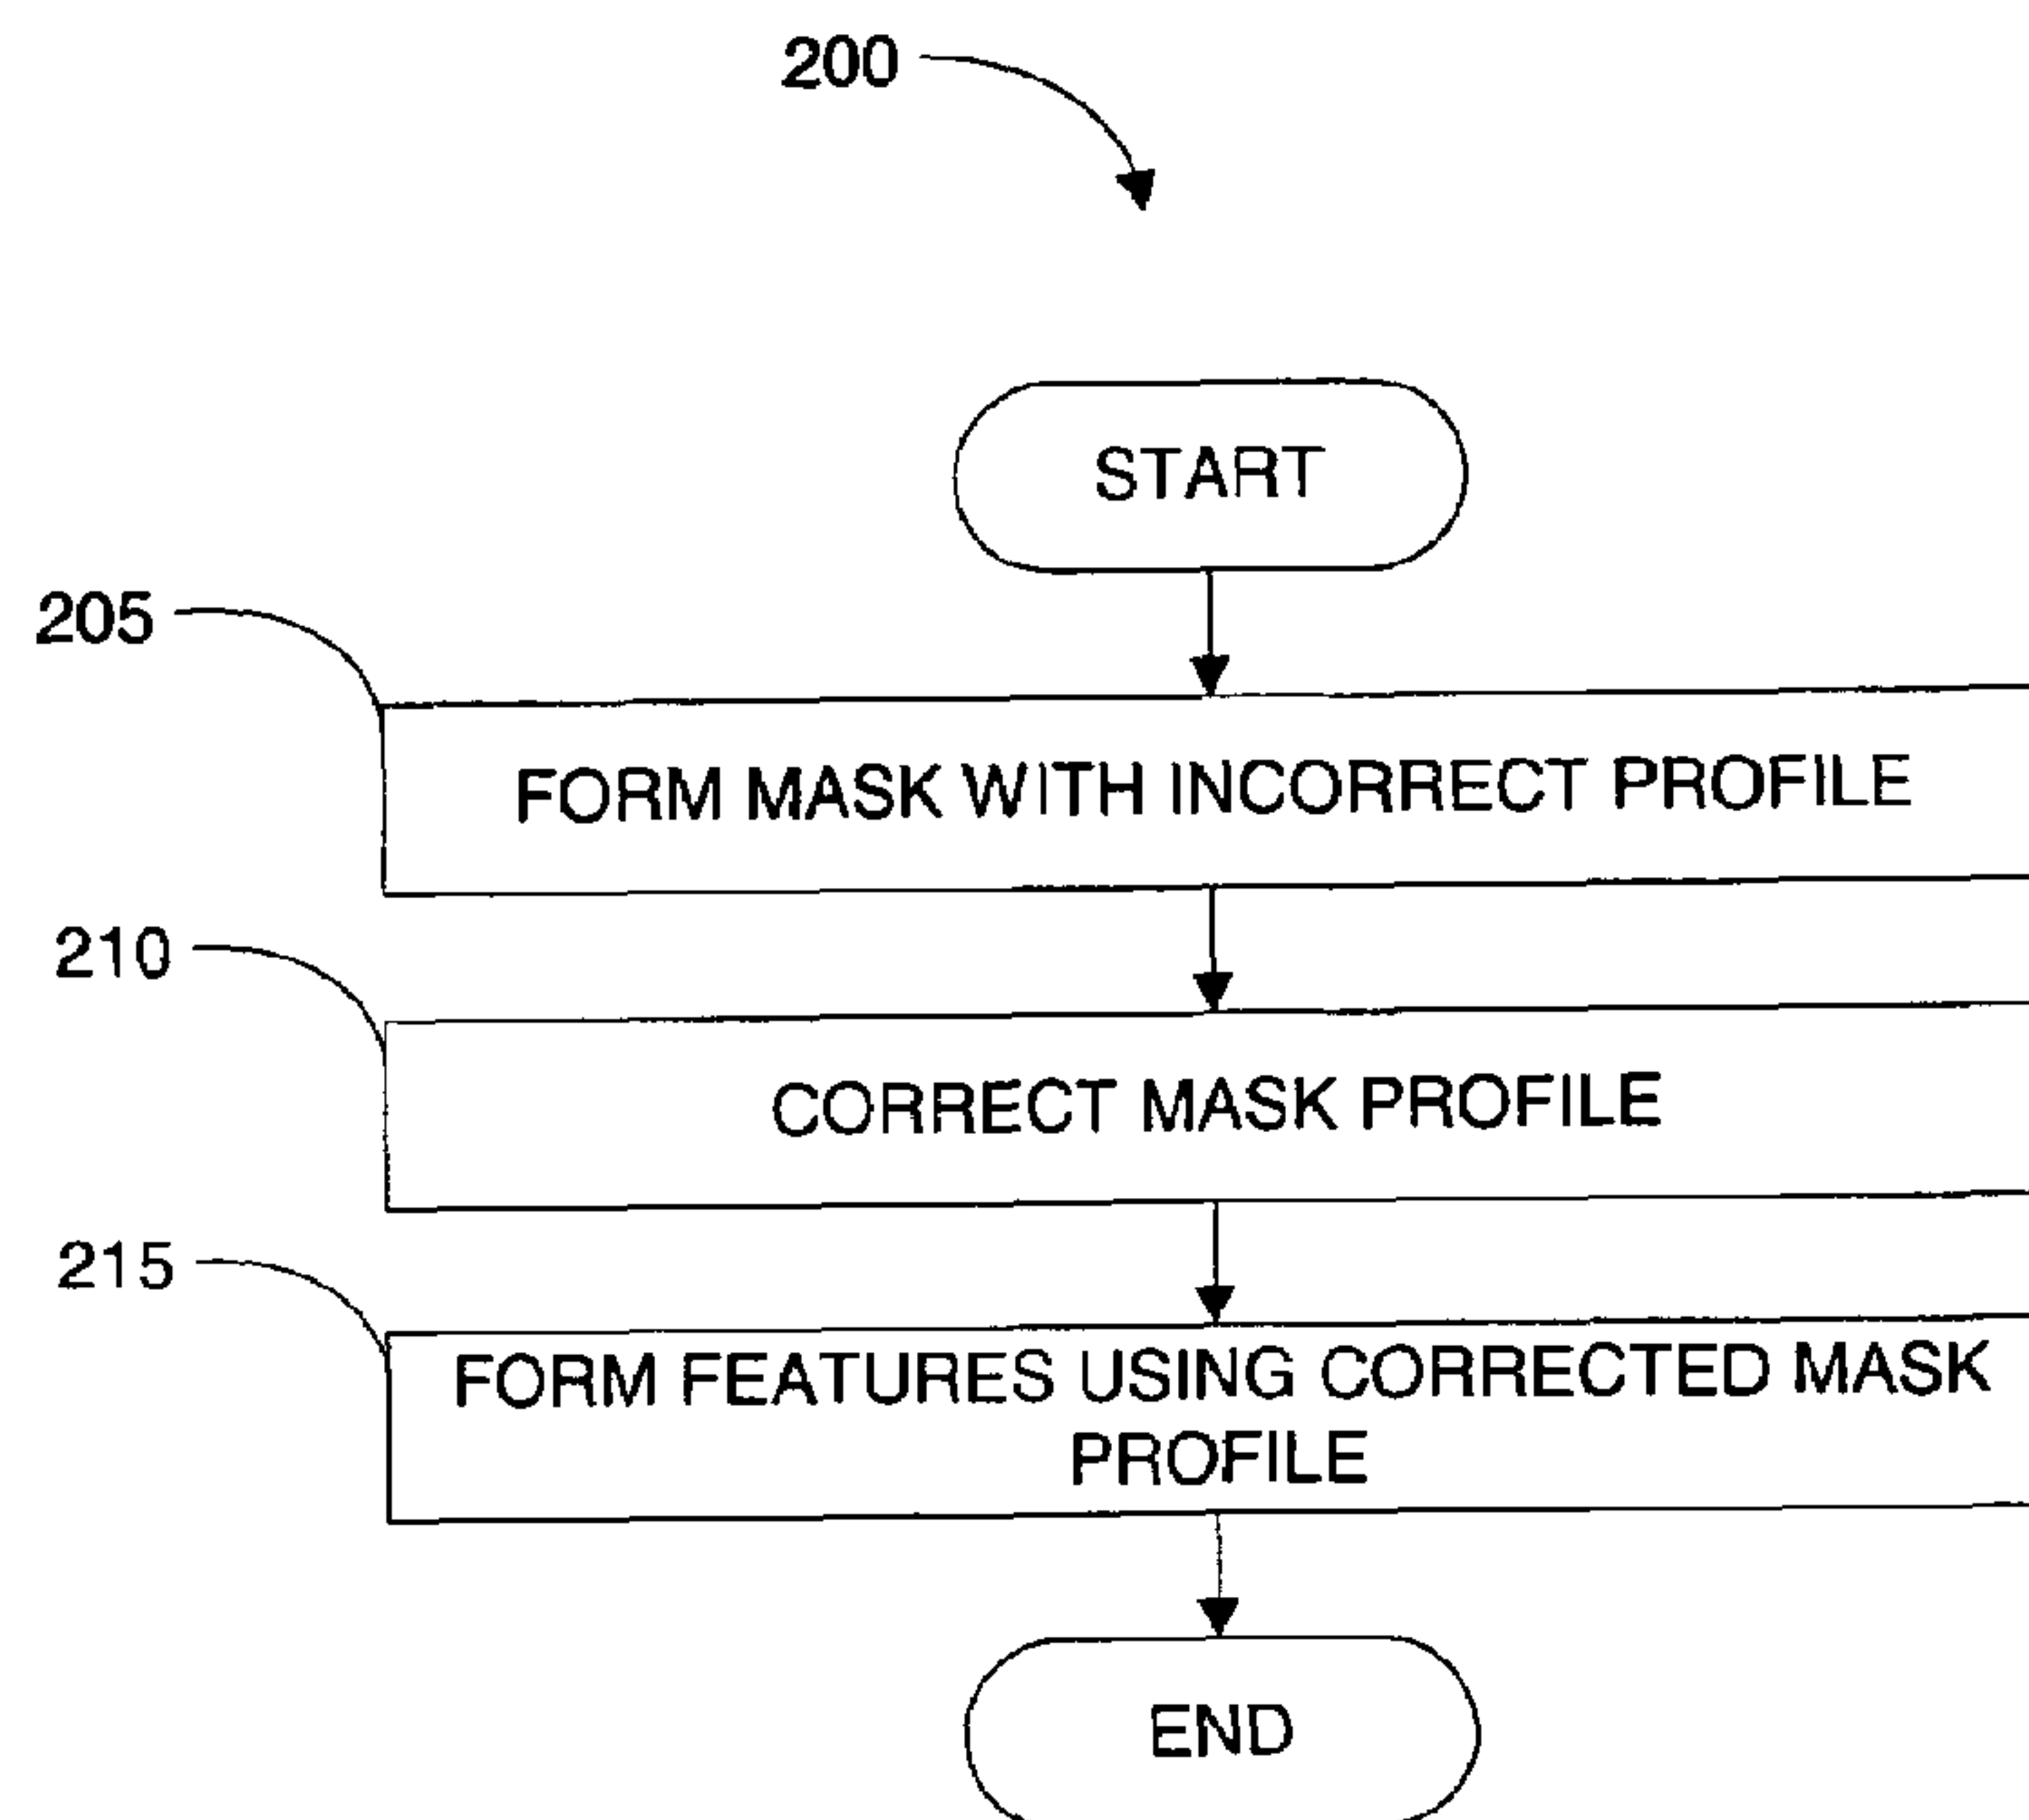 200
START
205
FORM MASK WITH INCORRECT PROFILE
210
CORRECT MASK PROFILE
215
FORM FEATURES USING CORRECTED MASK
PROFILE
END